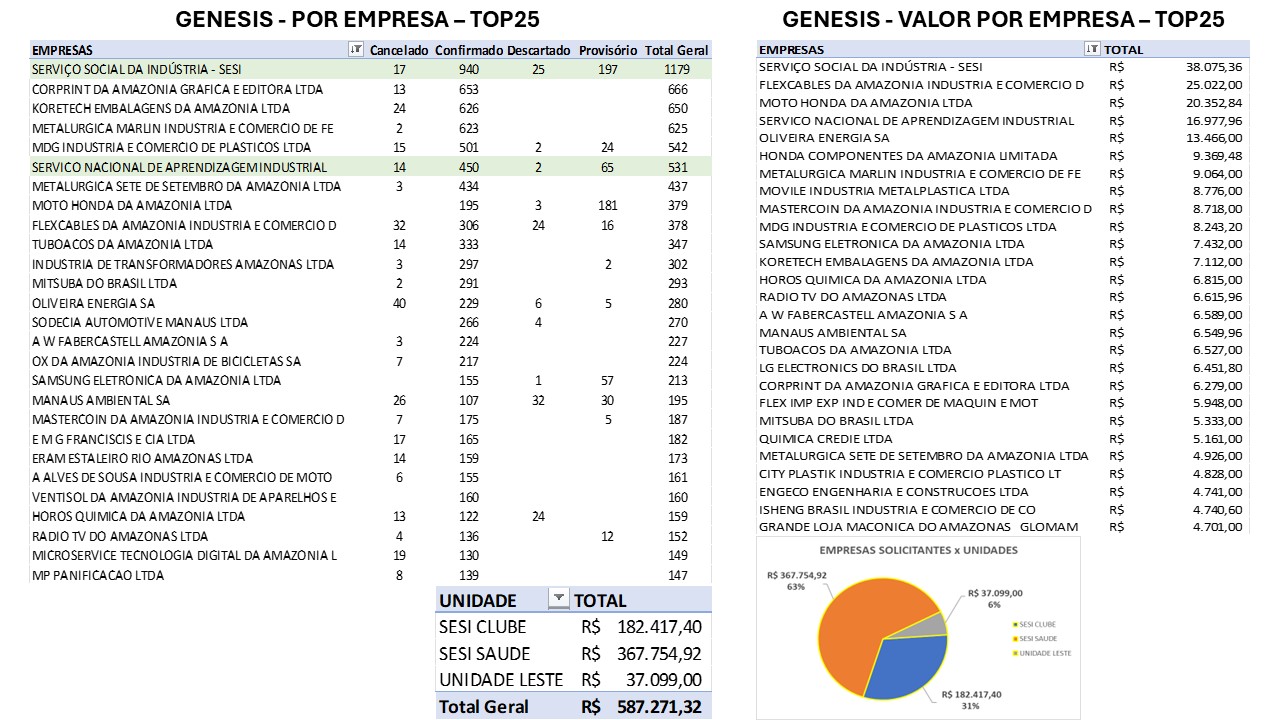 GENESIS - POR EMPRESA – TOP25
EMPRESAS Cancelado Confirmado Descartado Provisório Total Geral
SERVIÇO SOCIAL DA INDÚSTRIA - SESI 17 940 25 197 1179
CORPRINT DA AMAZONIA GRAFICA E EDITORA LTDA 13 653 666
KORETECH EMBALAGENS DA AMAZONIA LTDA 24 626 650
METALURGICA MARLIN INDUSTRIA E COMERCIO DE FE 2 623 625
MDG INDUSTRIA E COMERCIO DE PLASTICOS LTDA 15 501 2 24 542
SERVICO NACIONAL DE APRENDIZAGEM INDUSTRIAL 14 450 2 65 531
METALURGICA SETE DE SETEMBRO DA AMAZONIA LTDA 3 434 437
MOTO HONDA DA AMAZONIA LTDA 195 3 181 379
FLEXCABLES DA AMAZONIA INDUSTRIA E COMERCIO D 32 306 24 16 378
TUBOACOS DA AMAZONIA LTDA 14 333 347
INDUSTRIA DE TRANSFORMADORES AMAZONAS LTDA 3 297 2 302
MITSUBA DO BRASIL LTDA 2 291 293
OLIVEIRA ENERGIA SA 40 229 6 5 280
SODECIA AUTOMOTIVE MANAUS LTDA 266 4 270
A W FABERCASTELL AMAZONIA S A 3 224 227
OX DA AMAZONIA INDUSTRIA DE BICICLETAS SA 7 217 224
SAMSUNG ELETRONICA DA AMAZONIA LTDA 155 1 57 213
MANAUS AMBIENTAL SA 26 107 32 30 195
MASTERCOIN DA AMAZONIA INDUSTRIA E COMERCIO D 7 175 5 187
E M G FRANCISCIS E CIA LTDA 17 165 182
ERAM ESTALEIRO RIO AMAZONAS LTDA 14 159 173
A ALVES DE SOUSA INDUSTRIA E COMERCIO DE MOTO 6 155 161
VENTISOL DA AMAZONIA INDUSTRIA DE APARELHOS E 160 160
HOROS QUIMICA DA AMAZONIA LTDA 13 122 24 159
RADIO TV DO AMAZONAS LTDA 4 136 12 152
MICROSERVICE TECNOLOGIA DIGITAL DA AMAZONIA L 19 130 149
MP PANIFICACAO LTDA 8 139 147
UNIDADE TOTAL
SESI CLUBE R$ 182.417,40
SESI SAUDE R$ 367.754,92
UNIDADE LESTE R$ 37.099,00
Total Geral R$ 587.271,32
GENESIS - VALOR POR EMPRESA – TOP25
EMPRESAS TOTAL
SERVIÇO SOCIAL DA INDÚSTRIA - SESI R$ 38.075,36
FLEXCABLES DA AMAZONIA INDUSTRIA E COMERCIO D R$ 25.022,00
MOTO HONDA DA AMAZONIA LTDA R$ 20.352,84
SERVICO NACIONAL DE APRENDIZAGEM INDUSTRIAL R$ 16.977,96
OLIVEIRA ENERGIA SA R$ 13.466,00
HONDA COMPONENTES DA AMAZONIA LIMITADA R$ 9.369,48
METALURGICA MARLIN INDUSTRIA E COMERCIO DE FE R$ 9.064,00
MOVILE INDUSTRIA METALPLASTICA LTDA R$ 8.776,00
MASTERCOIN DA AMAZONIA INDUSTRIA E COMERCIO D R$ 8.718,00
MDG INDUSTRIA E COMERCIO DE PLASTICOS LTDA R$ 8.243,20
SAMSUNG ELETRONICA DA AMAZONIA LTDA R$ 7.432,00
KORETECH EMBALAGENS DA AMAZONIA LTDA R$ 7.112,00
HOROS QUIMICA DA AMAZONIA LTDA R$ 6.815,00
RADIO TV DO AMAZONAS LTDA R$ 6.615,96
A W FABERCASTELL AMAZONIA S A R$ 6.589,00
MANAUS AMBIENTAL SA R$ 6.549,96
TUBOACOS DA AMAZONIA LTDA R$ 6.527,00
LG ELECTRONICS DO BRASIL LTDA R$ 6.451,80
CORPRINT DA AMAZONIA GRAFICA E EDITORA LTDA R$ 6.279,00
FLEX IMP EXP IND E COMER DE MAQUIN E MOT R$ 5.948,00
MITSUBA DO BRASIL LTDA R$ 5.333,00
QUIMICA CREDIE LTDA R$ 5.161,00
METALURGICA SETE DE SETEMBRO DA AMAZONIA LTDA R$ 4.926,00
CITY PLASTIK INDUSTRIA E COMERCIO PLASTICO LT R$ 4.828,00
ENGECO ENGENHARIA E CONSTRUCOES LTDA R$ 4.741,00
ISHENG BRASIL INDUSTRIA E COMERCIO DE CO R$ 4.740,60
GRANDE LOJA MACONICA DO AMAZONAS GLOMAM R$ 4.701,00
EMPRESAS SOLICITANTES x UNIDADES
R$ 367.754,92
63%
R$ 37.099,00
6%
SESI CLUBE
SESI SAUDE
UNIDADE LESTE
R$ 182.417,40
31%